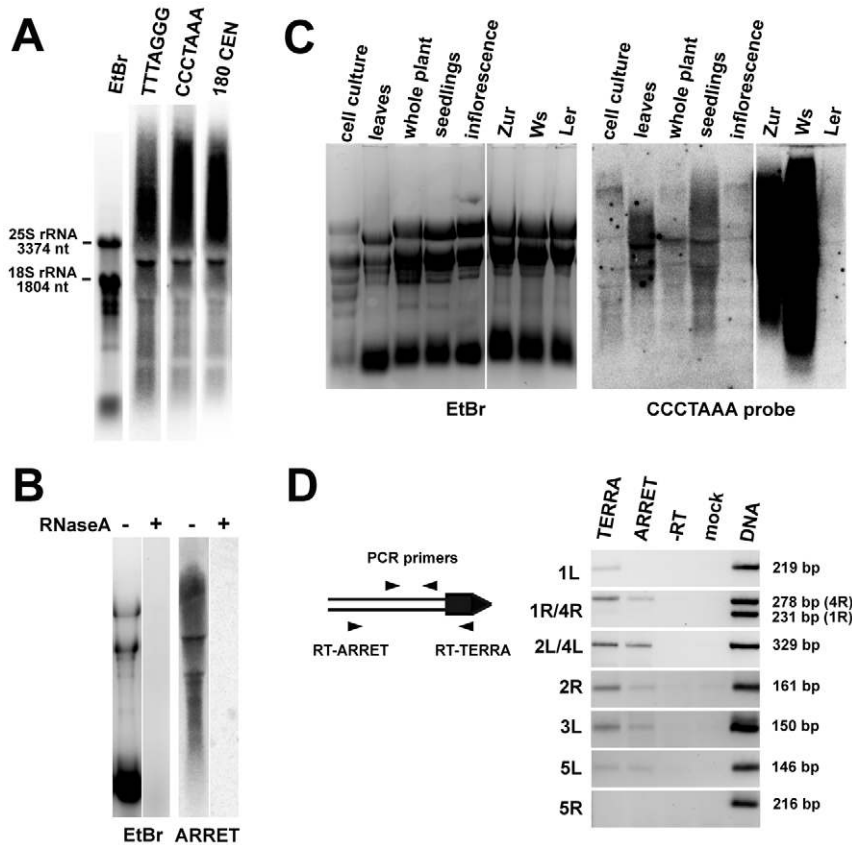 A
EtBr
TTTAGGG
CCCTAAA
180 CEN
25S rRNA
3374 nt
18S rRNA
1804 nt
B
RNaseA - + - +
EtBr ARRET
C
cell culture
leaves
whole plant
seedlings
inflorescence
Zur
Ws
Ler
cell culture
leaves
whole plant
seedlings
inflorescence
Zur
Ws
Ler
EtBr
CCCTAAA probe
D
PCR primers
RT-ARRET
RT-TERRA
TERRA
ARRET
-RT
mock
DNA
1L 219 bp
1R/4R 278 bp (4R)
231 bp (1R)
2L/4L 329 bp
2R 161 bp
3L 150 bp
5L 146 bp
5R 216 bp